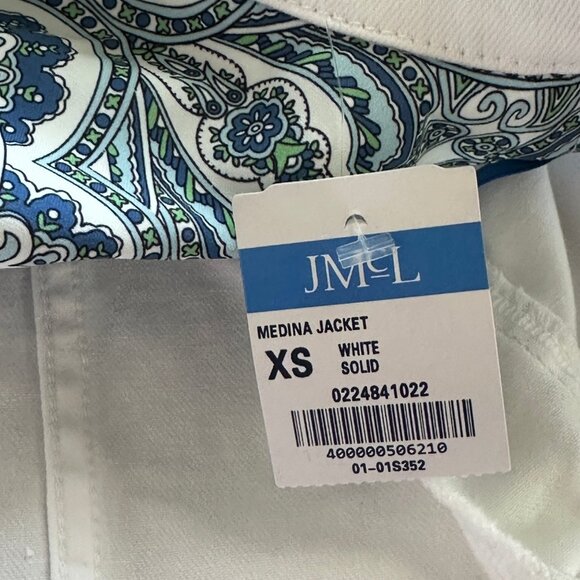 JMcL
MEDINA JACKET
XS WHITE
SOLID
0224841022
400000506210
01-01S352